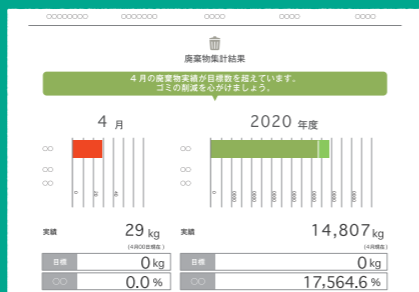 ○○○○○○○○ ○○○○○○○ ○○○○ ○○○○ ○○○○
廃棄物集計結果
４月の廃棄物実績が目標数を超えています。
ゴミの削減を心がけましょう。
4 月 2020 年度
○○ ○○
○○ ○○
○○ ○○
実績 29 kg 実績 14,807 kg
(4月00日現在) (4月現在)
目標 0 kg 目標 0 kg
○○ 0.0 % ○○ 17,564.6 %